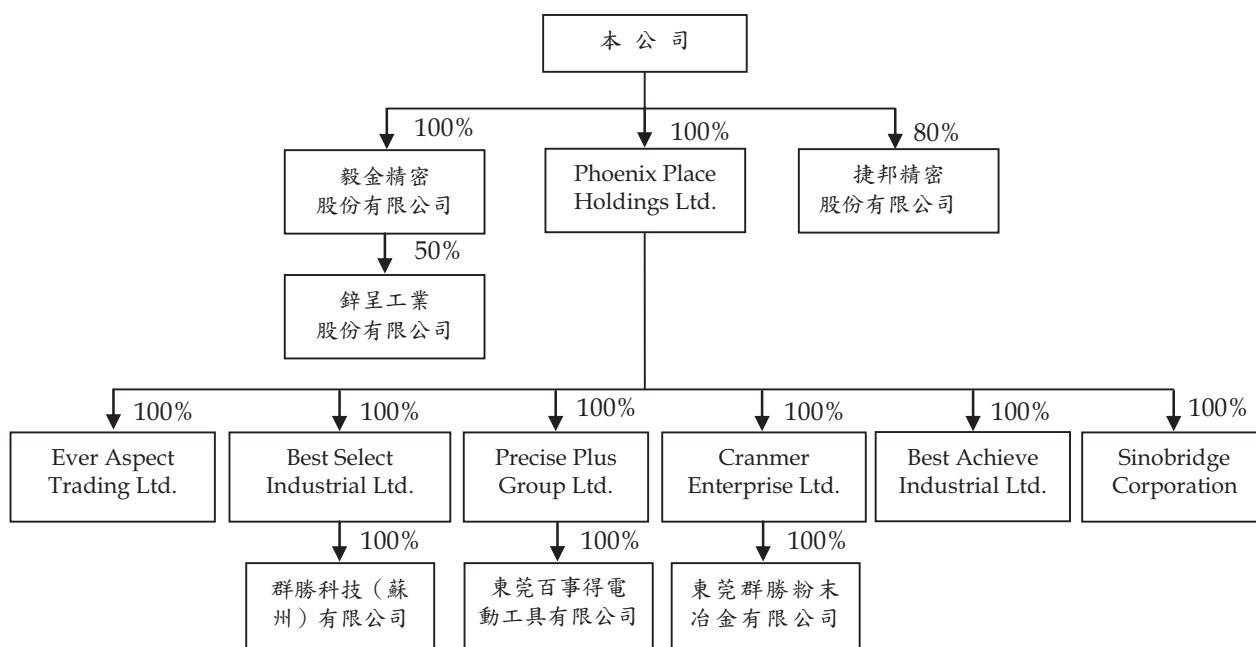 本公司
100%
100%
80%
毅金精密
股份有限公司
Phoenix Place
Holdings Ltd.
捷邦精密
股份有限公司
50%
鋅呈工業
股份有限公司
100%
100%
100%
100%
100%
100%
Ever Aspect
Trading Ltd.
Best Select
Industrial Ltd.
Precise Plus
Group Ltd.
Cranmer
Enterprise Ltd.
Best Achieve
Industrial Ltd.
Sinobridge
Corporation
100%
100%
100%
群勝科技（蘇
州）有限公司
東莞百事得電
動工具有限公司
東莞群勝粉末
冶金有限公司